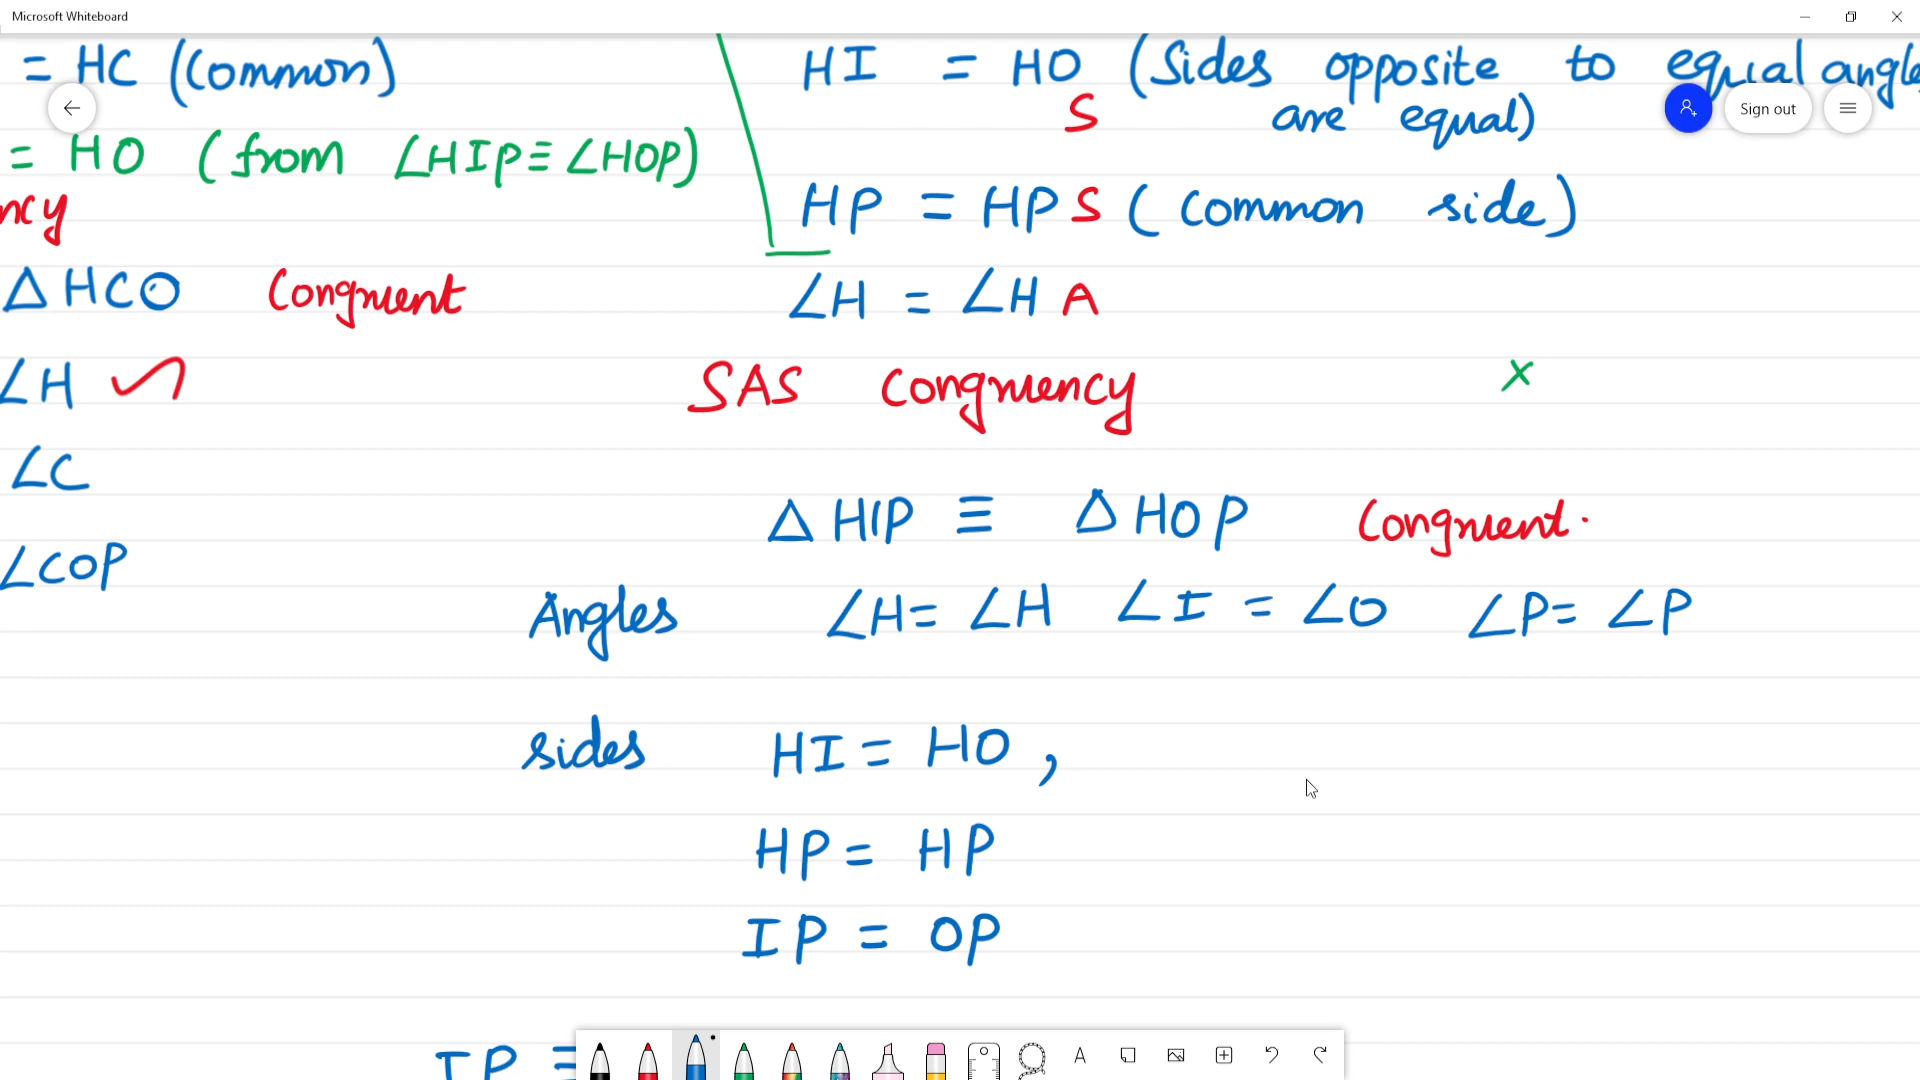 Microsoft Whiteboard
= HC (Common)
= HO (from ∠HIP ≡ ∠HOP)
ncy
△HCO Congruent
∠H
∠C
∠COP
HI = HO (Sides opposite to equal angle
S are equal)
Sign out
HP = HP S (Common side)
∠H = ∠H A
SAS Congruency x
△HIP ≡ △HOP Congruent.
Angles ∠H = ∠H ∠I = ∠O ∠P = ∠P
sides HI = HO,
HP = HP
IP = OP
IP =